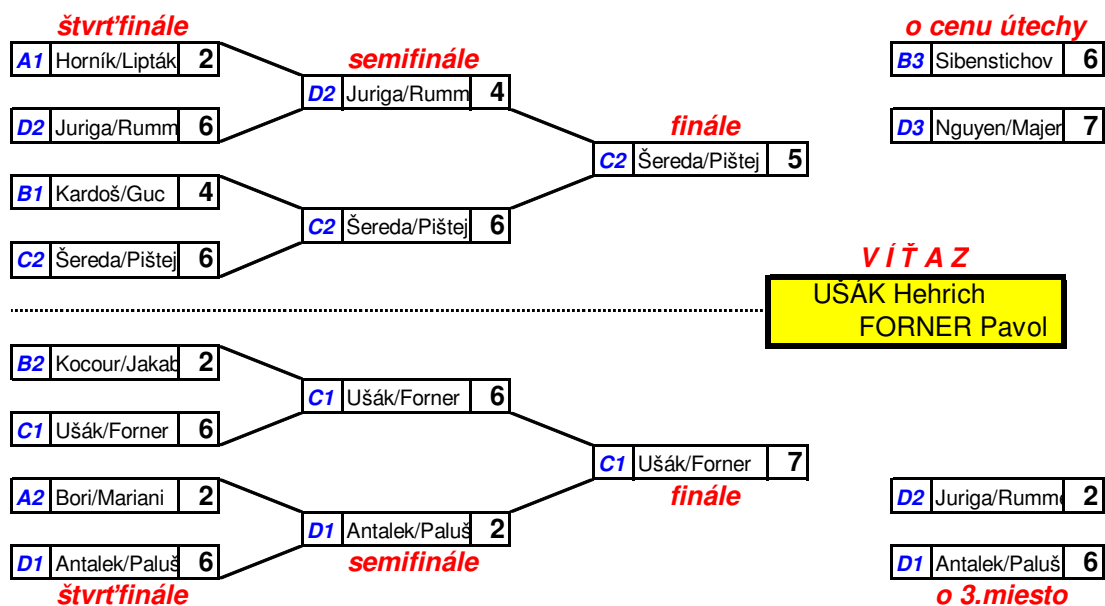 štvrťfinále
o cenu útechy
A1 Horník/Lipták 2
semifinále
B3 Sibenstichov 6
D2 Juriga/Rumm 4
D2 Juriga/Rumm 6
finále
D3 Nguyen/Majer 7
C2 Šereda/Pištej 5
B1 Kardoš/Guc 4
C2 Šereda/Pištej 6
C2 Šereda/Pištej 6
V Í Ť A Z
UŠÁK Hehrich
FORNER Pavol
B2 Kocour/Jakab 2
C1 Ušák/Forner 6
C1 Ušák/Forner 6
C1 Ušák/Forner 7
A2 Bori/Mariani 2
finále
D2 Juriga/Rumme 2
D1 Antalek/Paluš 2
D1 Antalek/Paluš 6
semifinále
D1 Antalek/Paluš 6
štvrťfinále
o 3.miesto